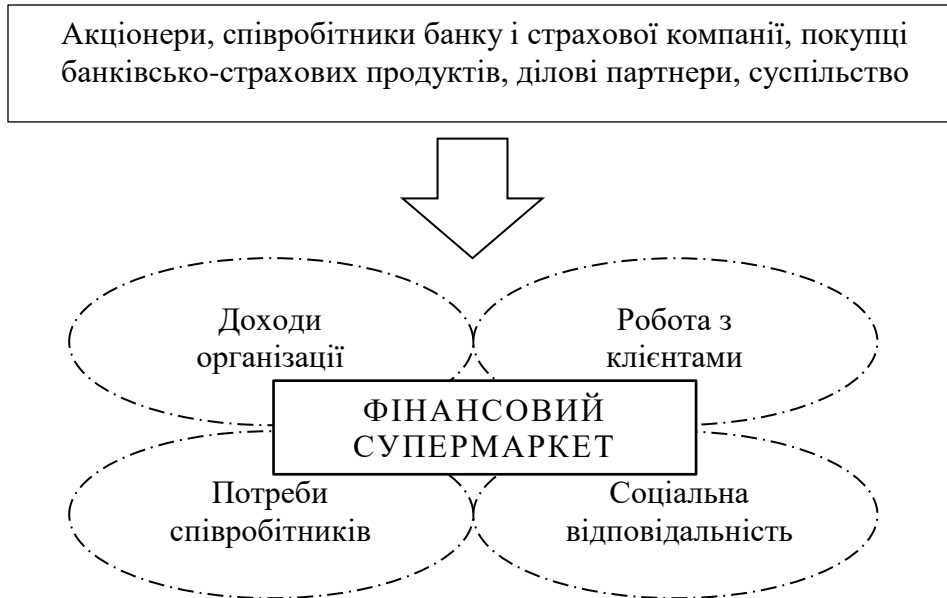 Акціонери, співробітники банку і страхової компанії, покупці
банківсько-страхових продуктів, ділові партнери, суспільство
Доходи
організації
Робота з
клієнтами
ФІНАНСОВИЙ
СУПЕРМАРКЕТ
Потреби
співробітників
Соціальна
відповідальність